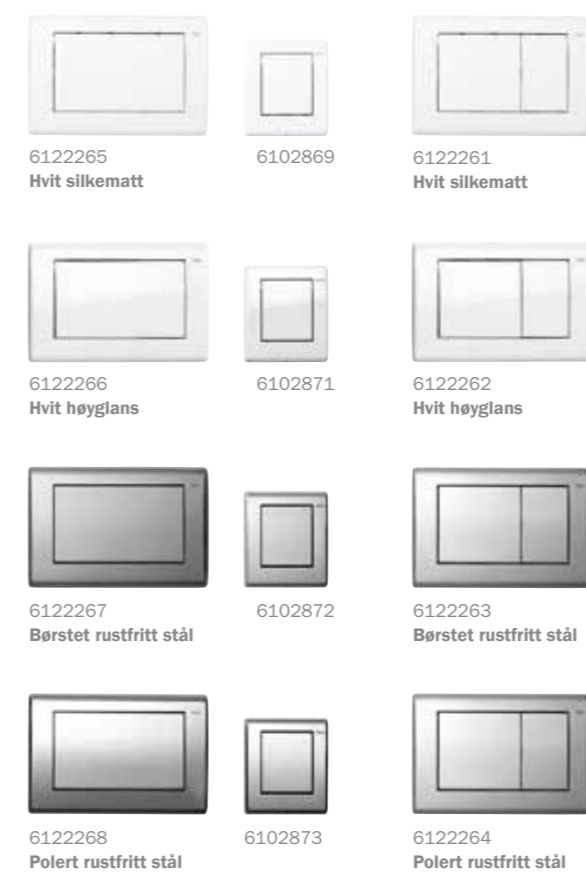 6122265 6102869 6122261
Hvit silkematt Hvit silkematt
6122266 6102871 6122262
Hvit høyglans Hvit høyglans
6122267 6102872 6122263
Børstet rustfritt stål Børstet rustfritt stål
6122268 6102873 6122264
Polert rustfritt stål Polert rustfritt stål